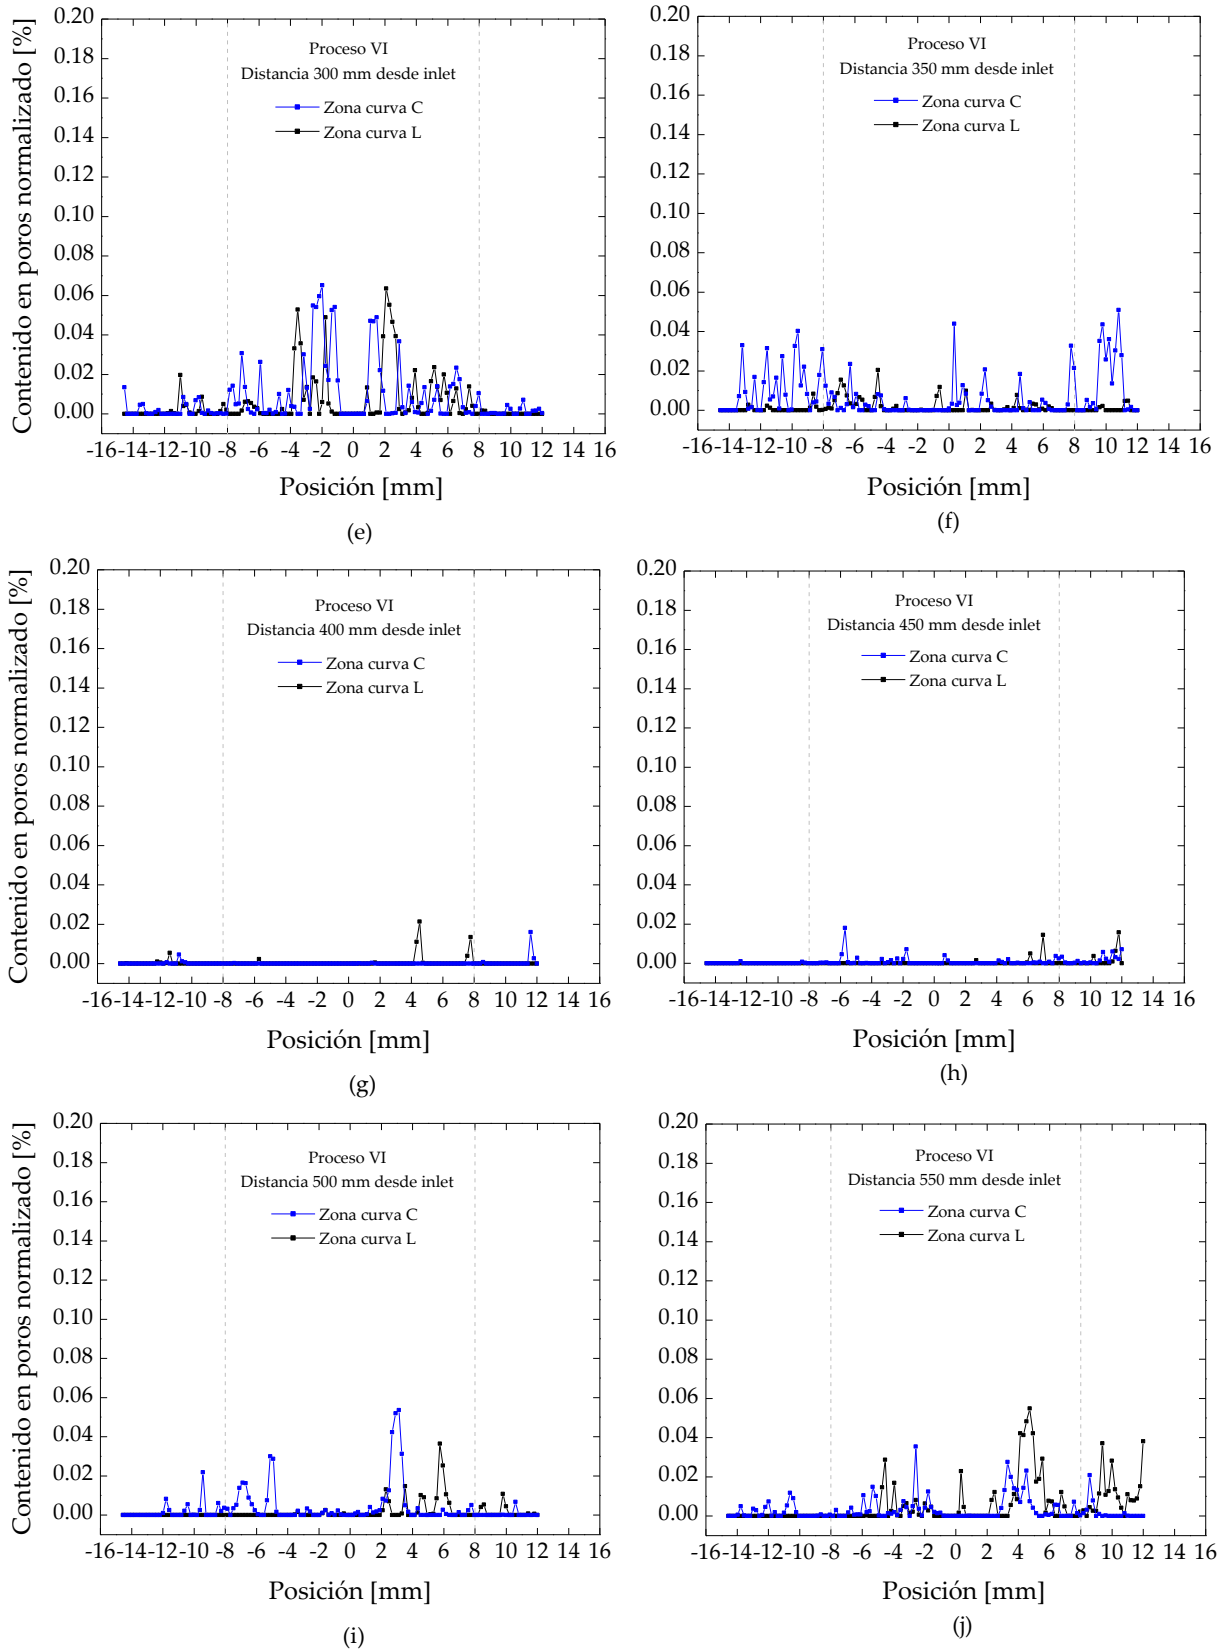 Contenido en poros normalizado [%]
0.20
0.18
0.16
0.14
0.12
0.10
0.08
0.06
0.04
0.02
0.00
Proceso VI
Distancia 300 mm desde inlet
Zona curva C
Zona curva L
-16 -14 -12 -10 -8 -6 -4 -2 0 2 4 6 8 10 12 14 16
Posición [mm]
(e)
0.20
0.18
0.16
0.14
0.12
0.10
0.08
0.06
0.04
0.02
0.00
Proceso VI
Distancia 350 mm desde inlet
Zona curva C
Zona curva L
-16 -14 -12 -10 -8 -6 -4 -2 0 2 4 6 8 10 12 14 16
Posición [mm]
(f)
Contenido en poros normalizado [%]
0.20
0.18
0.16
0.14
0.12
0.10
0.08
0.06
0.04
0.02
0.00
Proceso VI
Distancia 400 mm desde inlet
Zona curva C
Zona curva L
-16 -14 -12 -10 -8 -6 -4 -2 0 2 4 6 8 10 12 14 16
Posición [mm]
(g)
0.20
0.18
0.16
0.14
0.12
0.10
0.08
0.06
0.04
0.02
0.00
Proceso VI
Distancia 450 mm desde inlet
Zona curva C
Zona curva L
-16 -14 -12 -10 -8 -6 -4 -2 0 2 4 6 8 10 12 14 16
Posición [mm]
(h)
Contenido en poros normalizado [%]
0.20
0.18
0.16
0.14
0.12
0.10
0.08
0.06
0.04
0.02
0.00
Proceso VI
Distancia 500 mm desde inlet
Zona curva C
Zona curva L
-16 -14 -12 -10 -8 -6 -4 -2 0 2 4 6 8 10 12 14 16
Posición [mm]
(i)
0.20
0.18
0.16
0.14
0.12
0.10
0.08
0.06
0.04
0.02
0.00
Proceso VI
Distancia 550 mm desde inlet
Zona curva C
Zona curva L
-16 -14 -12 -10 -8 -6 -4 -2 0 2 4 6 8 10 12 14 16
Posición [mm]
(j)